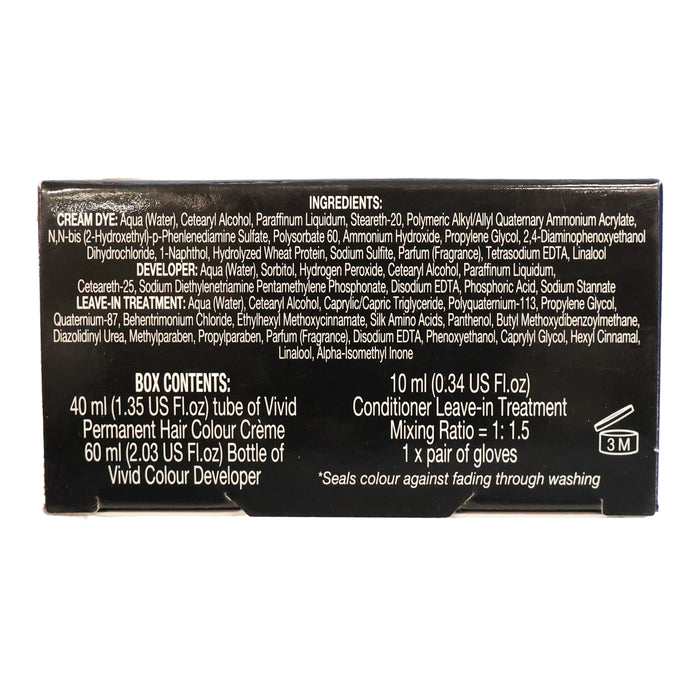 INGREDIENTS:
CREAM DYE: Aqua (Water), Cetearyl Alcohol, Paraffinum Liquidum, Steareth-20, Polymeric Alkyl/Allyl Quaternary Ammonium Acrylate,
N,N-bis (2-Hydroxethyl)-p-Phenlenediamine Sulfate, Polysorbate 60, Ammonium Hydroxide, Propylene Glycol, 2,4-Diaminophenoxyethanol
Dihydrochloride, 1-Naphthol, Hydrolyzed Wheat Protein, Sodium Sulfite, Parfum (Fragrance), Tetrasodium EDTA, Linalool
DEVELOPER: Aqua (Water), Sorbitol, Hydrogen Peroxide, Cetearyl Alcohol, Paraffinum Liquidum,
Ceteareth-25, Sodium Diethylenetriamine Pentamethylene Phosphonate, Disodium EDTA, Phosphoric Acid, Sodium Stannate
LEAVE-IN TREATMENT: Aqua (Water), Cetearyl Alcohol, Caprylic/Capric Triglyceride, Polyquaternium-113, Propylene Glycol,
Quaternium-87, Behentrimonium Chloride, Ethylhexyl Methoxycinnamate, Silk Amino Acids, Panthenol, Butyl Methoxydibenzoylmethane,
Diazolidinyl Urea, Methylparaben, Propylparaben, Parfum (Fragrance), Disodium EDTA, Phenoxyethanol, Caprylyl Glycol, Hexyl Cinnamal,
Linalool, Alpha-Isomethyl Inone
BOX CONTENTS:
40 ml (1.35 US Fl.oz) tube of Vivid
Permanent Hair Colour Crème
60 ml (2.03 US Fl.oz) Bottle of
Vivid Colour Developer
10 ml (0.34 US Fl.oz)
Conditioner Leave-in Treatment
Mixing Ratio = 1: 1.5
1 x pair of gloves
*Seals colour against fading through washing
3 M